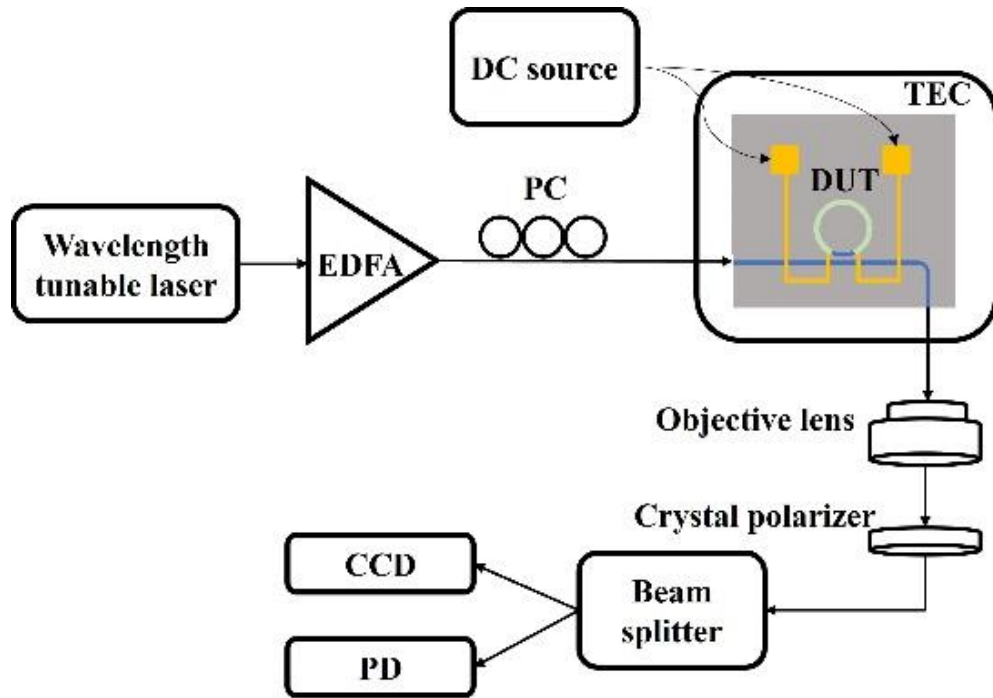 DC source
TEC
DUT
PC
Wavelength
tunable laser
EDFA
Objective lens
Crystal polarizer
CCD
Beam
splitter
PD